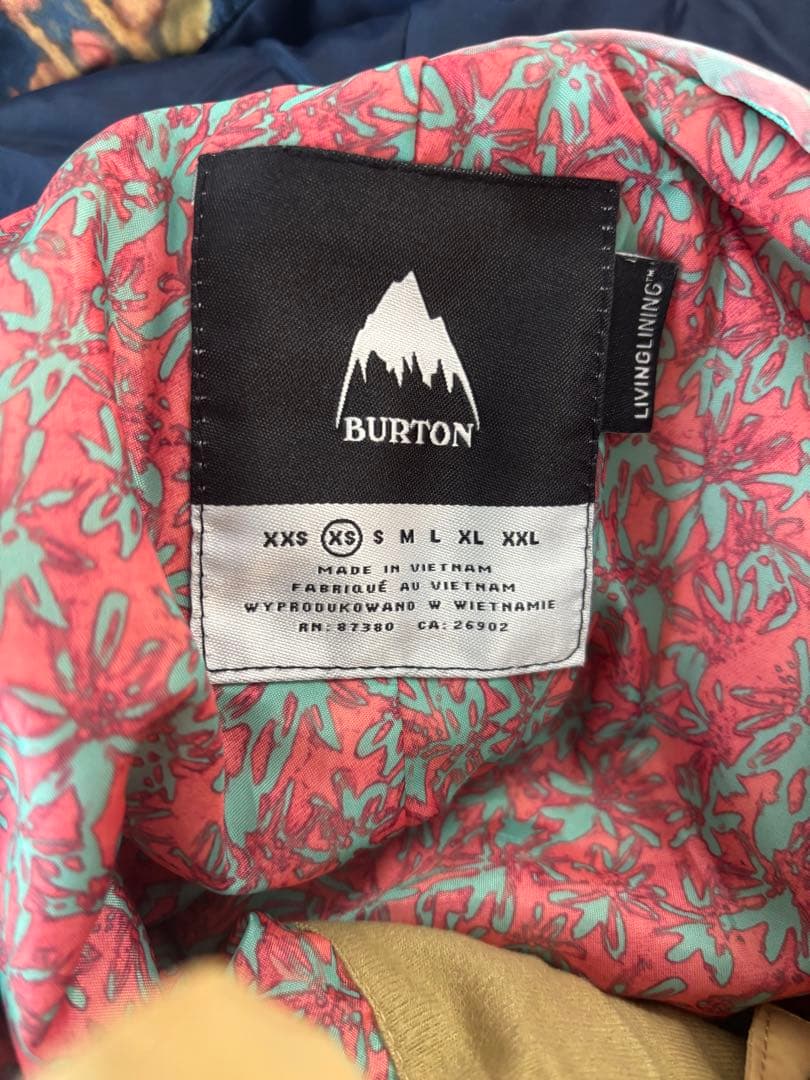 BURTON
LIVINGLINING™
XXS XS S M L XL XXL
MADE IN VIETNAM
FABRIQUÉ AU VIETNAM
WYPRODUKOWANO W WIETNAMIE
RN: 87380 CA: 26902